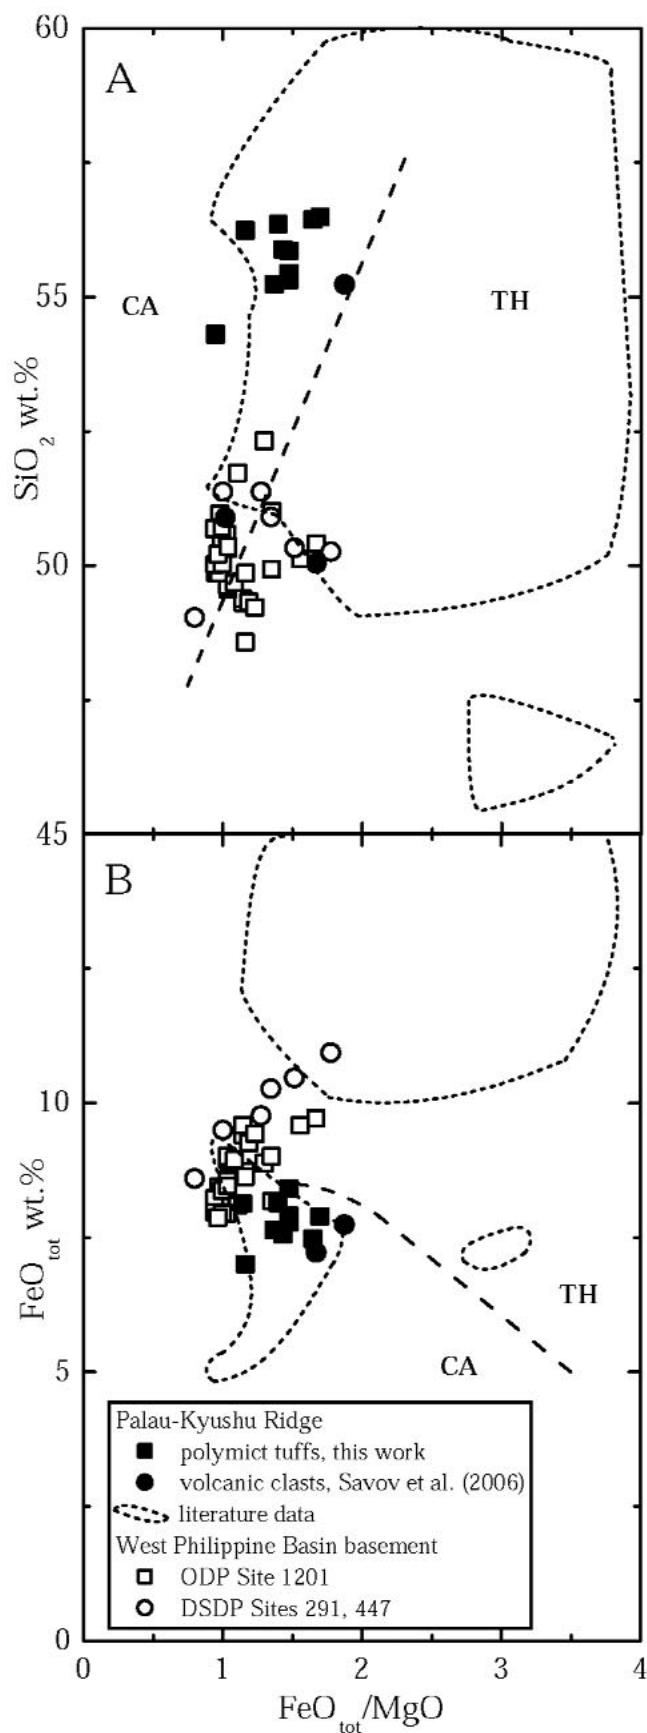 60
A
55
CA
TH
SiO2 wt.%
50
45
B
10
FeOtot wt.%
TH
CA
5
Palau-Kyushu Ridge
polymict tuffs, this work
volcanic clasts, Savov et al. (2006)
literature data
West Philippine Basin basement
ODP Site 1201
DSDP Sites 291, 447
0
0 1 2 3 4
FeOtot/MgO